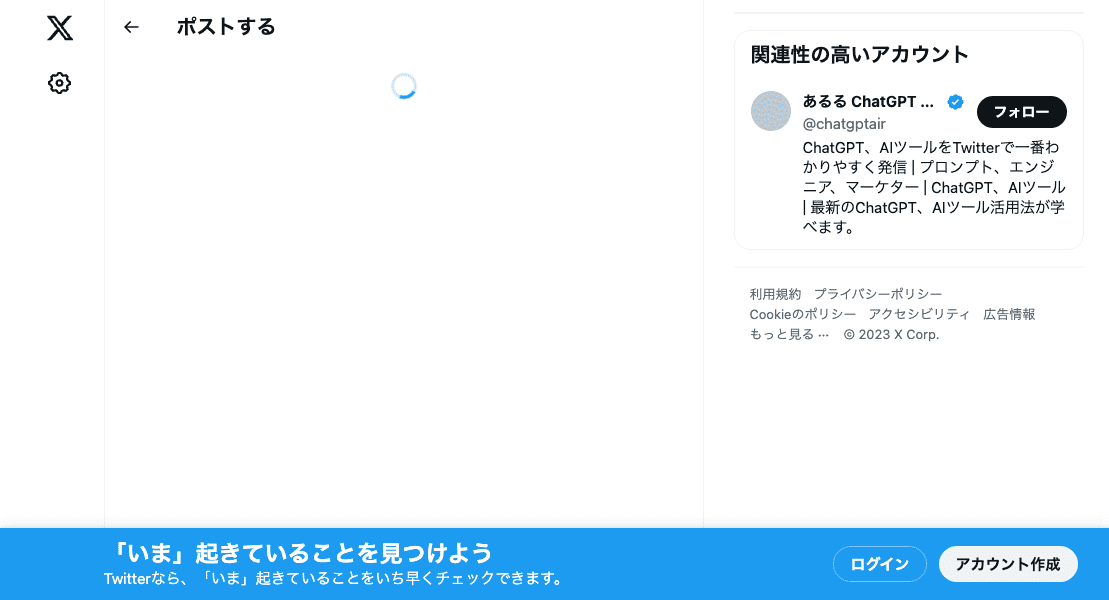 ポストする
関連性の高いアカウント
あるる ChatGPT ...
フォロー
@chatgptair
ChatGPT、AIツールをTwitterで一番わ
かりやすく発信 | プロンプト、エンジ
ニア、マーケター | ChatGPT、AIツール
| 最新のChatGPT、AIツール活用法が学
べます。
利用規約 プライバシーポリシー
Cookieのポリシー アクセシビリティ 広告情報
もっと見る ... © 2023 X Corp.
「いま」起きていることを見つけよう
Twitterなら、「いま」起きていることをいち早くチェックできます。
ログイン
アカウント作成